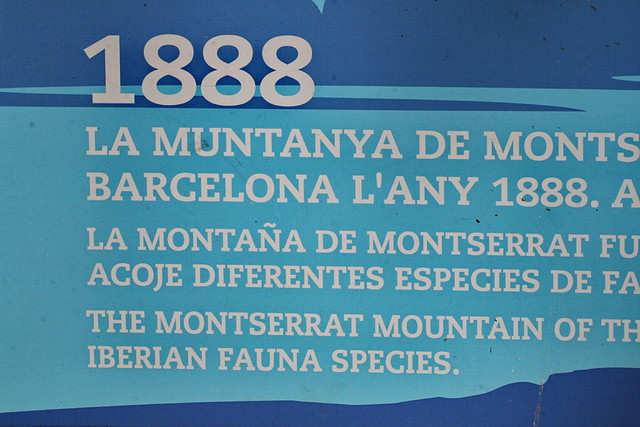 1888
LA MUNTANYA DE MONTS
BARCELONA L'ANY 1888. A
LA MONTAÑA DE MONTSERRAT FU
ACOJE DIFERENTES ESPECIES DE FA
THE MONTSERRAT MOUNTAIN OF TH
IBERIAN FAUNA SPECIES.